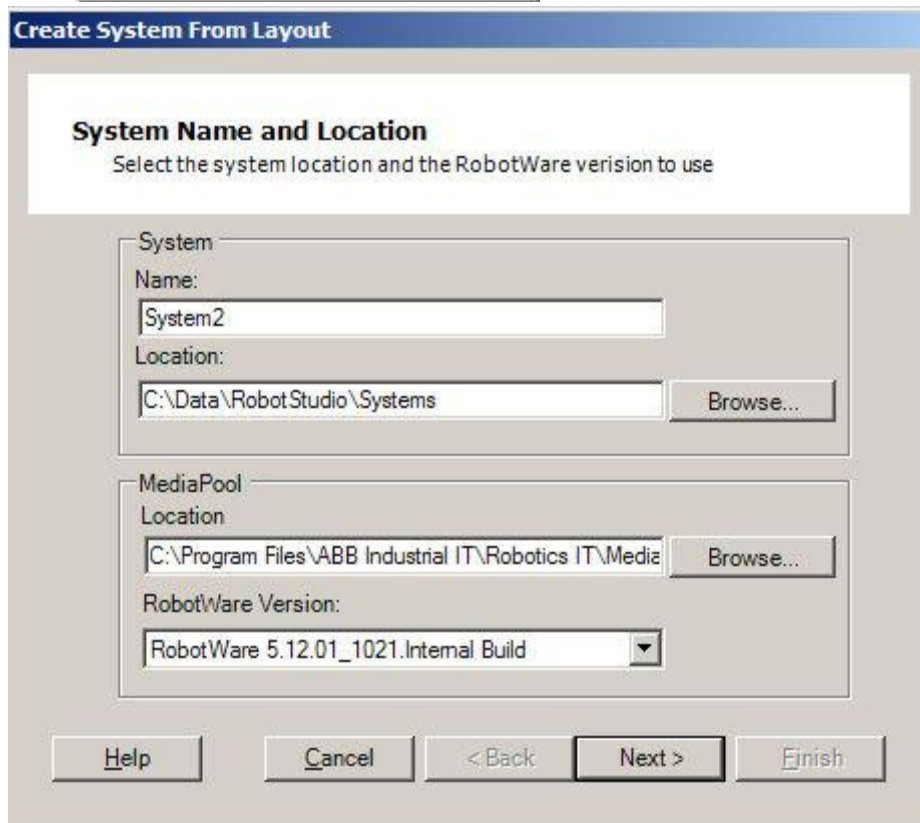 Create System From Layout
System Name and Location
Select the system location and the RobotWare verision to use
System
Name:
System2
Location:
C:\Data\RobotStudio\Systems
Browse...
MediaPool
Location
C:\Program Files\ABB Industrial IT\Robotics IT\Media
Browse...
RobotWare Version:
RobotWare 5.12.01_1021.Internal Build
Help
Cancel
< Back
Next >
Finish